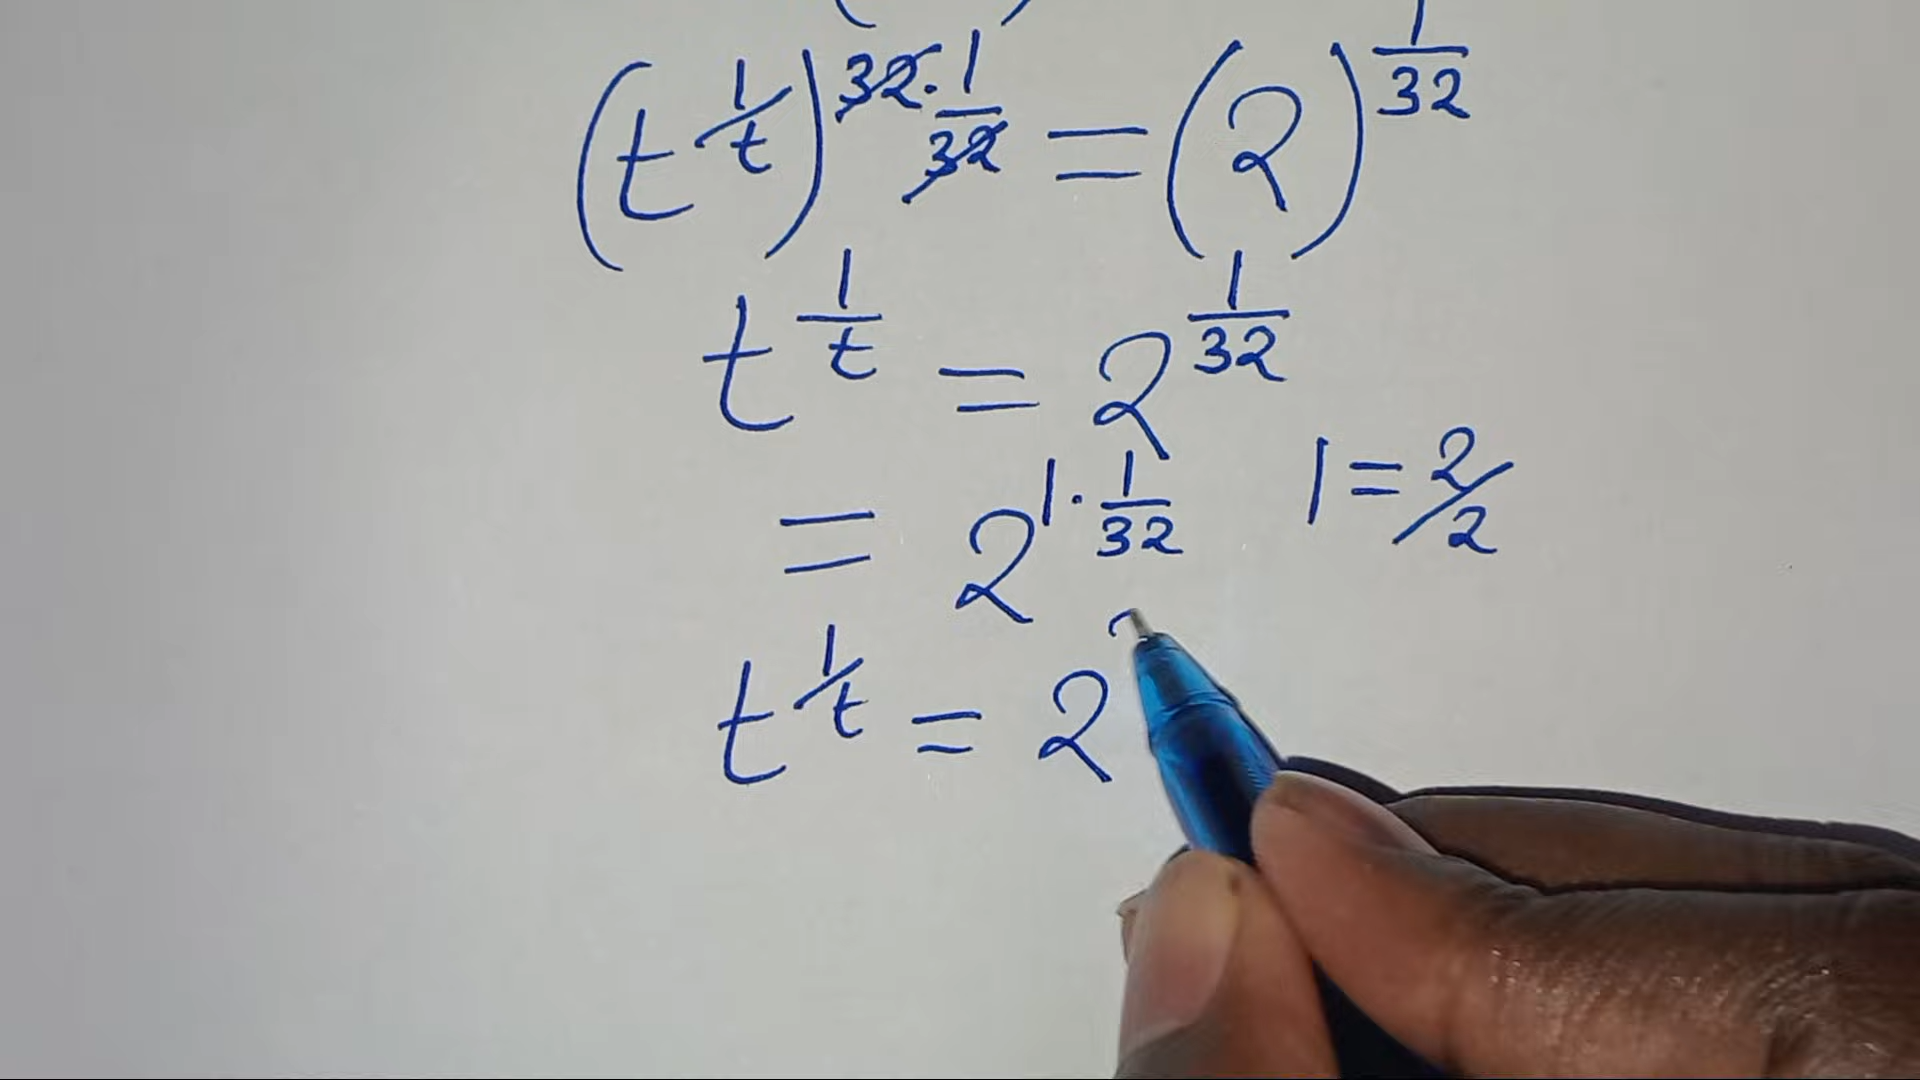 (t^(1/t))^(32·1/32) = (2)^(1/32)
t^(1/t) = 2^(1/32)
= 2^(1·1/32) 1 = 2/2
t^(1/t) = 2